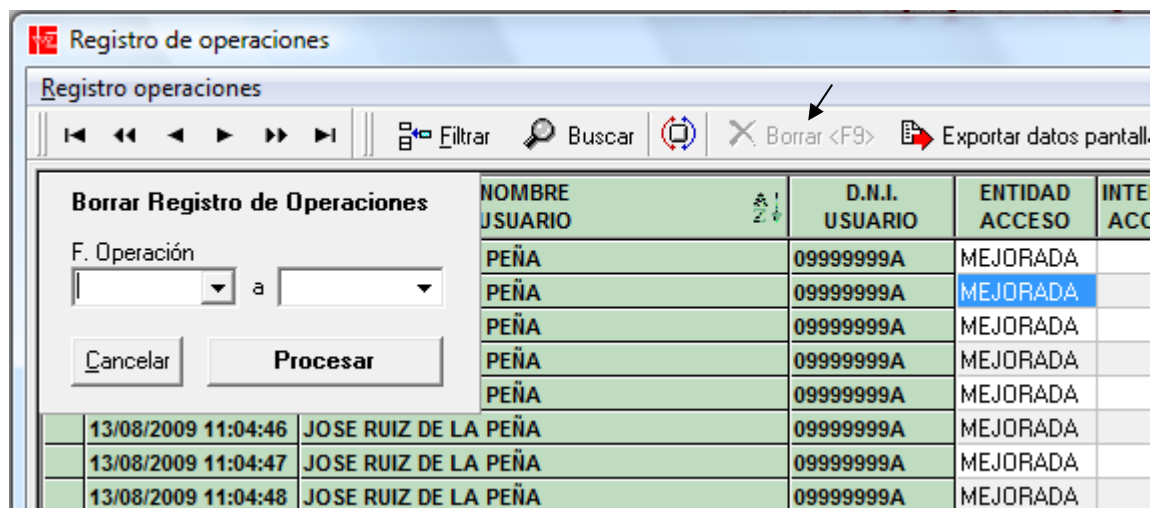 Registro de operaciones
Registro operaciones
Filtrar Buscar Borrar <F9> Exportar datos pantall
Borrar Registro de Operaciones
F. Operación
a
Cancelar Procesar
NOMBRE USUARIO D.N.I. USUARIO ENTIDAD ACCESO INTE ACC
PEÑA 09999999A MEJORADA
PEÑA 09999999A MEJORADA
PEÑA 09999999A MEJORADA
PEÑA 09999999A MEJORADA
PEÑA 09999999A MEJORADA
13/08/2009 11:04:46 JOSE RUIZ DE LA PEÑA 09999999A MEJORADA
13/08/2009 11:04:47 JOSE RUIZ DE LA PEÑA 09999999A MEJORADA
13/08/2009 11:04:48 JOSE RUIZ DE LA PEÑA 09999999A MEJORADA